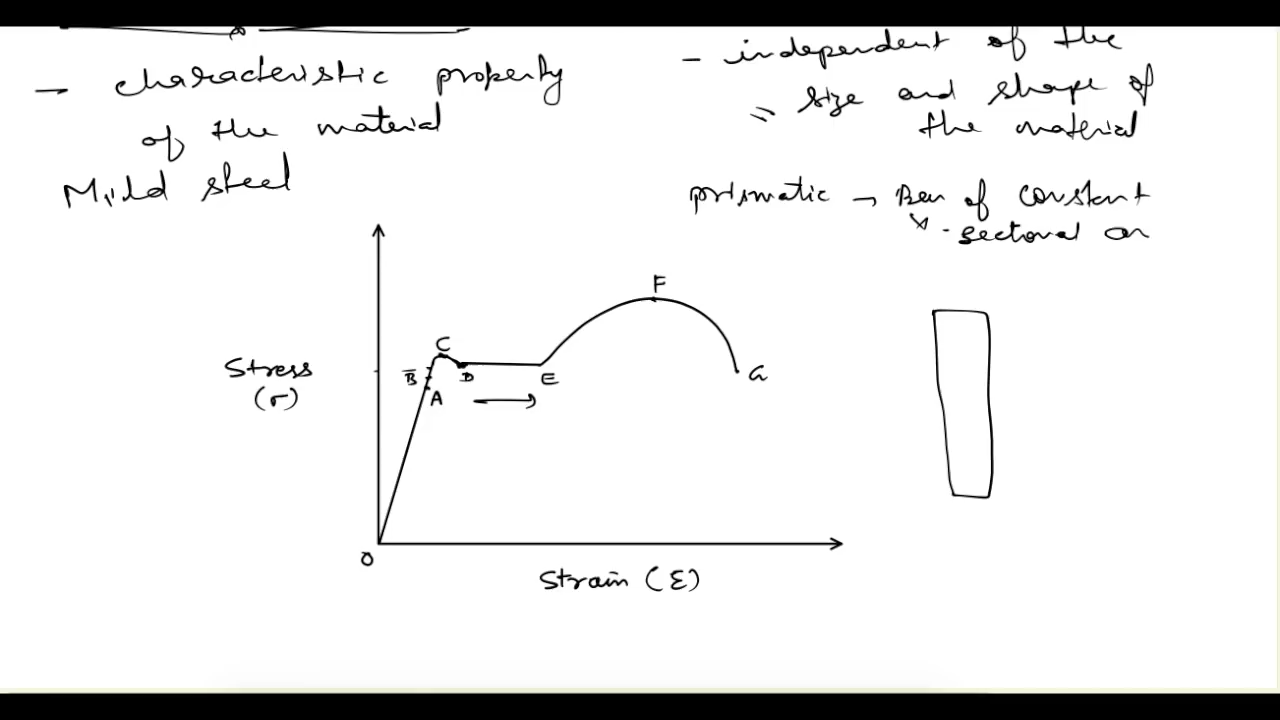 - characteristic property
of the material
Mild steel
- independent of the
size and shape of
the material
prismatic → Bar of constant
x - sectional ar
F
C
Stress
(σ)
B
D
E
G
A
O
Strain (ε)